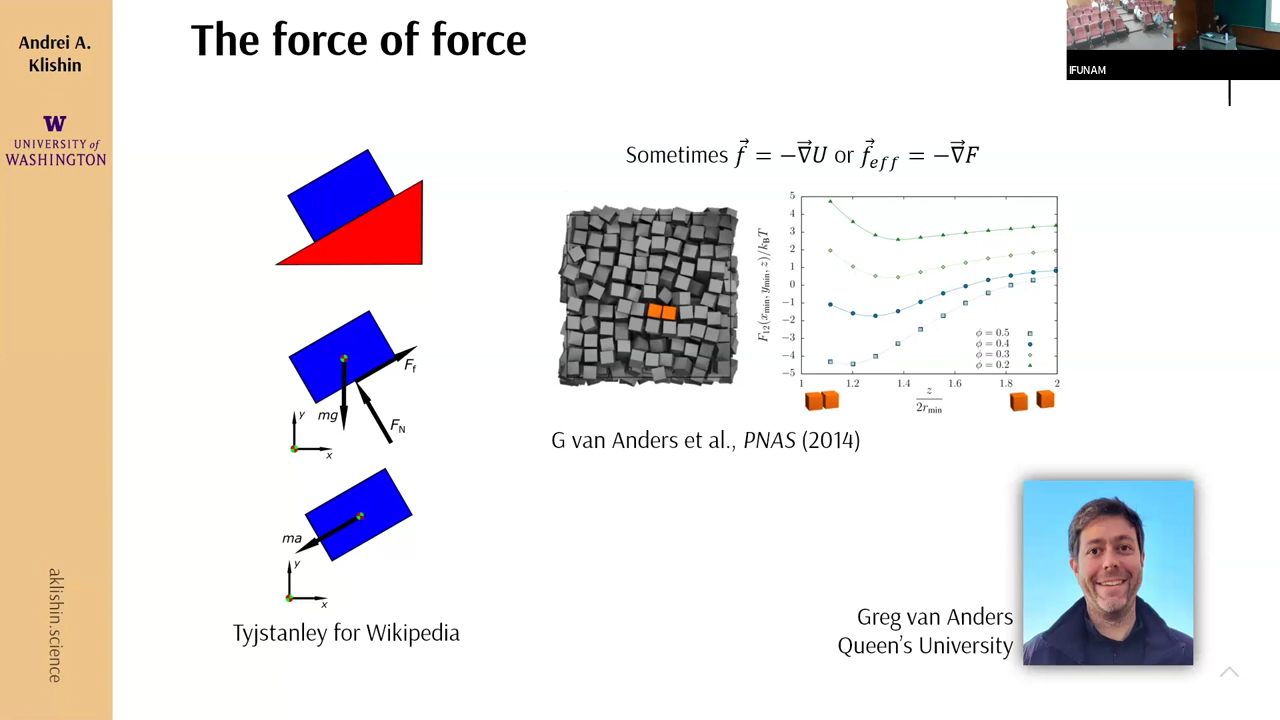 The force of force
Andrei A.
Klishin
W
UNIVERSITY of
WASHINGTON
aklishin.science
IFUNAM
Sometimes f⃗ = −∇⃗U or f⃗eff = −∇⃗F
Ff
mg
FN
y
x
ma
y
x
Tyjstanley for Wikipedia
F12(xmin, ymin, z)/kBT
5
4
3
2
1
0
−1
−2
−3
−4
−5
ϕ = 0.5
ϕ = 0.4
ϕ = 0.3
ϕ = 0.2
1 1.2 1.4 1.6 1.8 2
z
2rmin
G van Anders et al., PNAS (2014)
Greg van Anders
Queen’s University